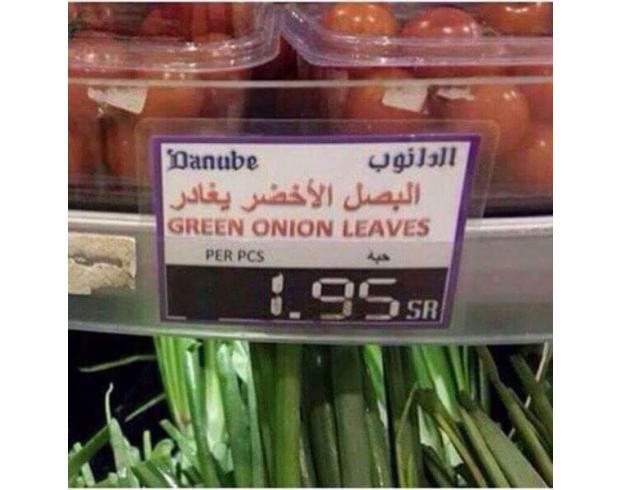 Danube الدانوب
البصل الأخضر يغادر
GREEN ONION LEAVES
PER PCS حبة
1.95 SR